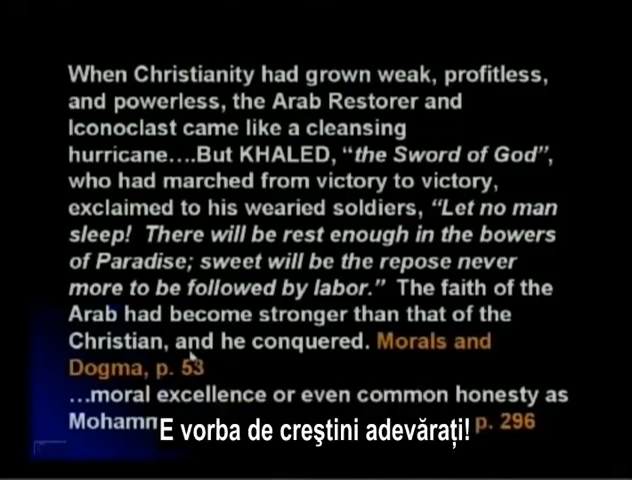 When Christianity had grown weak, profitless,
and powerless, the Arab Restorer and
Iconoclast came like a cleansing
hurricane….But KHALED, “the Sword of God”,
who had marched from victory to victory,
exclaimed to his wearied soldiers, “Let no man
sleep!  There will be rest enough in the bowers
of Paradise; sweet will be the repose never
more to be followed by labor.”  The faith of the
Arab had become stronger than that of the
Christian, and he conquered. Morals and
Dogma, p. 53
…moral excellence or even common honesty as
p. 296
E vorba de creştini adevăraţi!